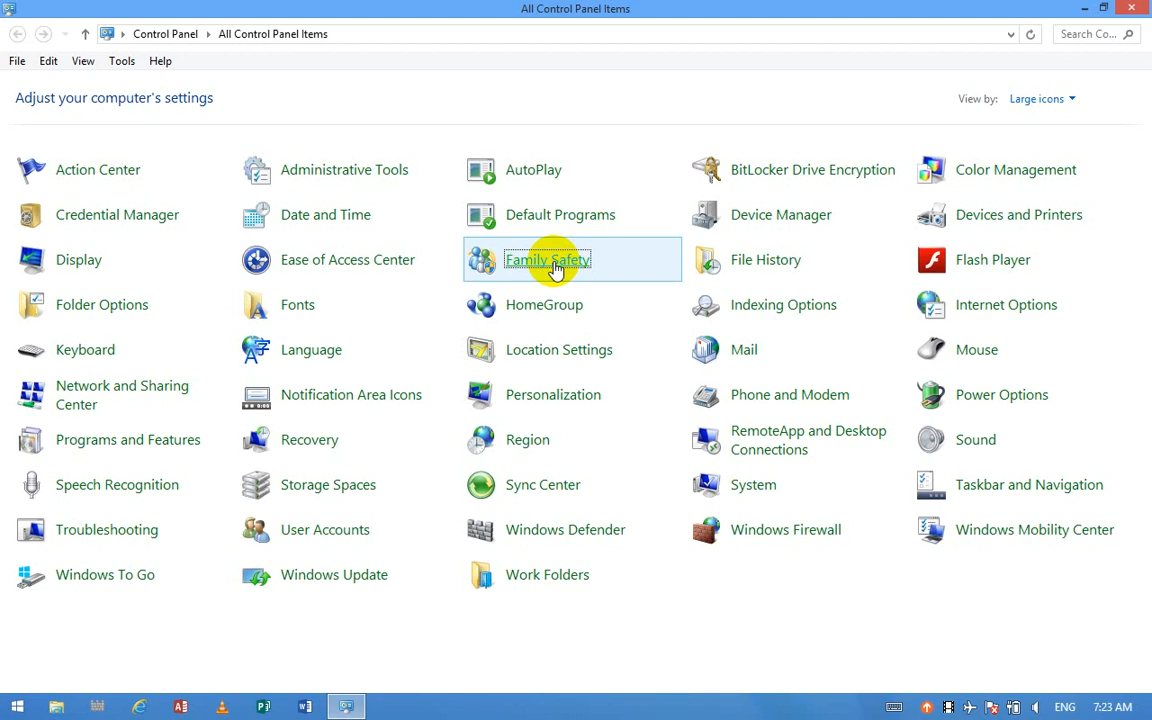 All Control Panel Items
Control Panel All Control Panel Items
Search Co...
File Edit View Tools Help
Adjust your computer's settings
View by: Large icons
Action Center
Administrative Tools
AutoPlay
BitLocker Drive Encryption
Color Management
Credential Manager
Date and Time
Default Programs
Device Manager
Devices and Printers
Display
Ease of Access Center
Family Safety
File History
Flash Player
Folder Options
Fonts
HomeGroup
Indexing Options
Internet Options
Keyboard
Language
Location Settings
Mail
Mouse
Network and Sharing
Center
Notification Area Icons
Personalization
Phone and Modem
Power Options
Programs and Features
Recovery
Region
RemoteApp and Desktop
Connections
Sound
Speech Recognition
Storage Spaces
Sync Center
System
Taskbar and Navigation
Troubleshooting
User Accounts
Windows Defender
Windows Firewall
Windows Mobility Center
Windows To Go
Windows Update
Work Folders
ENG 7:23 AM